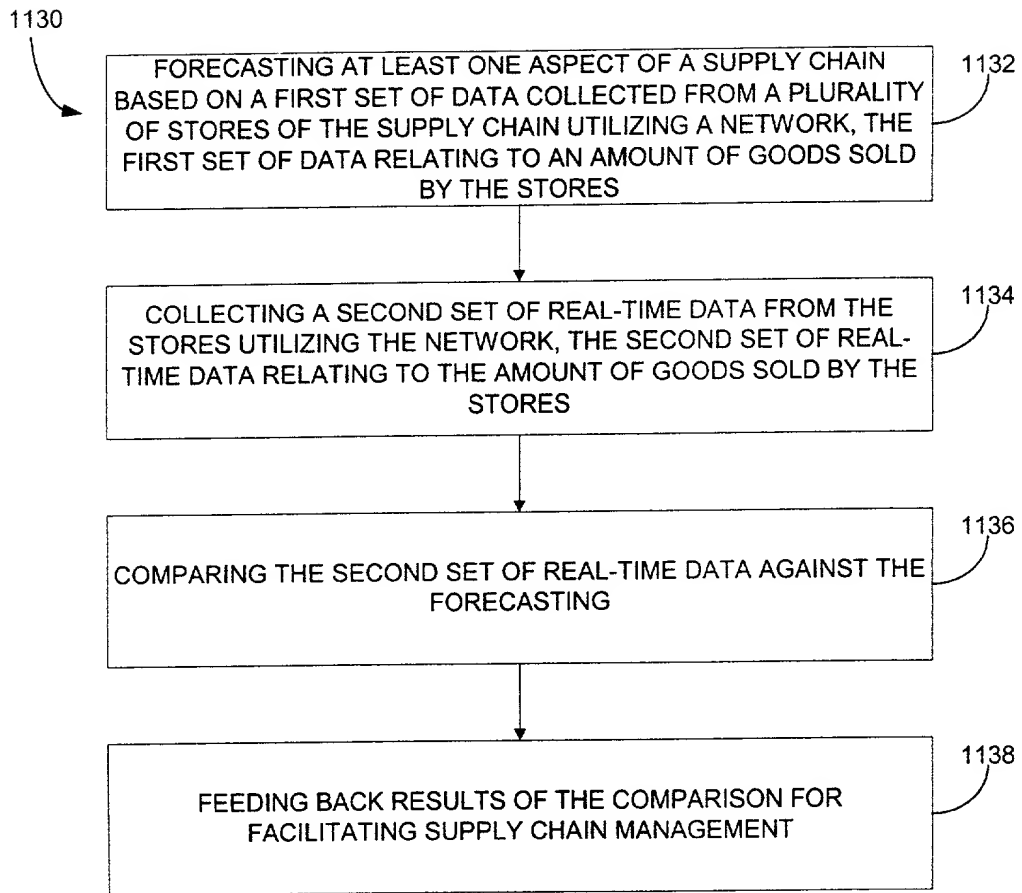 1130
FORECASTING AT LEAST ONE ASPECT OF A SUPPLY CHAIN
BASED ON A FIRST SET OF DATA COLLECTED FROM A PLURALITY
OF STORES OF THE SUPPLY CHAIN UTILIZING A NETWORK, THE
FIRST SET OF DATA RELATING TO AN AMOUNT OF GOODS SOLD
BY THE STORES
1132
COLLECTING A SECOND SET OF REAL-TIME DATA FROM THE
STORES UTILIZING THE NETWORK, THE SECOND SET OF REAL-
TIME DATA RELATING TO THE AMOUNT OF GOODS SOLD BY THE
STORES
1134
COMPARING THE SECOND SET OF REAL-TIME DATA AGAINST THE
FORECASTING
1136
FEEDING BACK RESULTS OF THE COMPARISON FOR
FACILITATING SUPPLY CHAIN MANAGEMENT
1138